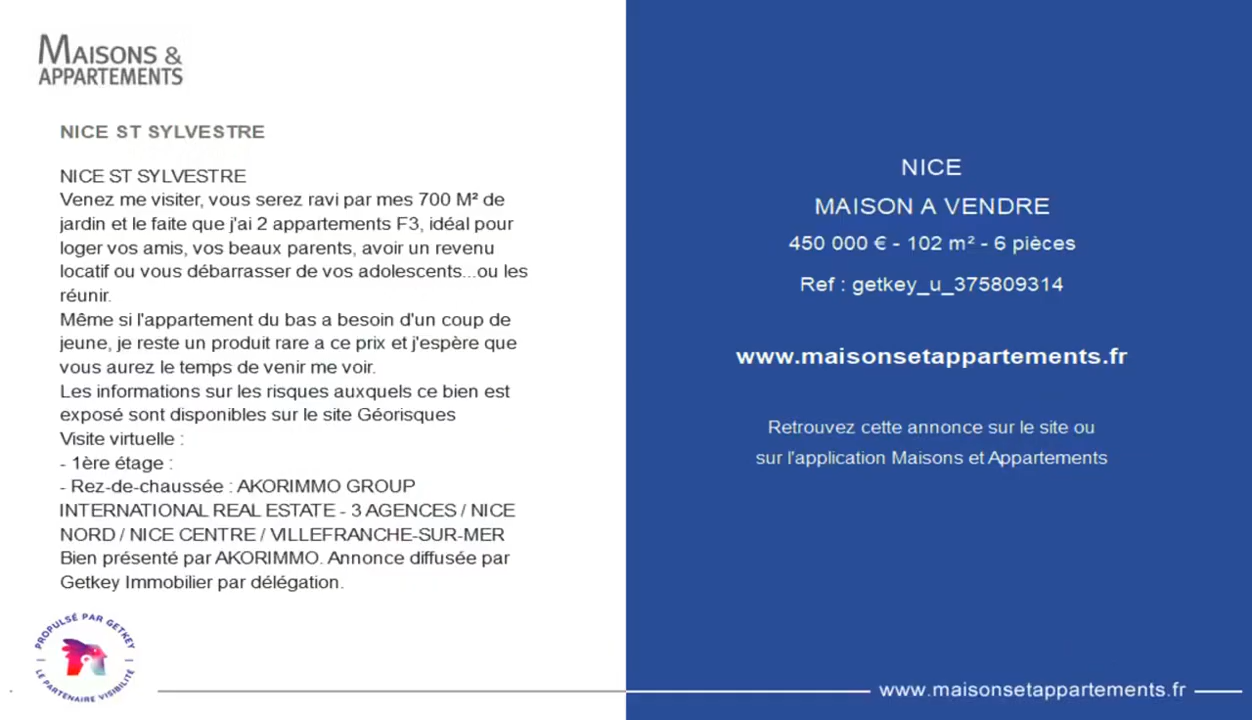 MAISONS &
APPARTEMENTS
NICE ST SYLVESTRE
NICE ST SYLVESTRE
Venez me visiter, vous serez ravi par mes 700 M² de
jardin et le faite que j'ai 2 appartements F3, idéal pour
loger vos amis, vos beaux parents, avoir un revenu
locatif ou vous débarrasser de vos adolescents...ou les
réunir.
Même si l'appartement du bas a besoin d'un coup de
jeune, je reste un produit rare a ce prix et j'espère que
vous aurez le temps de venir me voir.
Les informations sur les risques auxquels ce bien est
exposé sont disponibles sur le site Géorisques
Visite virtuelle :
- 1ère étage :
- Rez-de-chaussée : AKORIMMO GROUP
INTERNATIONAL REAL ESTATE - 3 AGENCES / NICE
NORD / NICE CENTRE / VILLEFRANCHE-SUR-MER
Bien présenté par AKORIMMO. Annonce diffusée par
Getkey Immobilier par délégation.
PROPULSÉ PAR GETKEY
LE PARTENAIRE VISIBILITÉ
NICE
MAISON A VENDRE
450 000 € - 102 m² - 6 pièces
Ref : getkey_u_375809314
www.maisonsetappartements.fr
Retrouvez cette annonce sur le site ou
sur l'application Maisons et Appartements
www.maisonsetappartements.fr